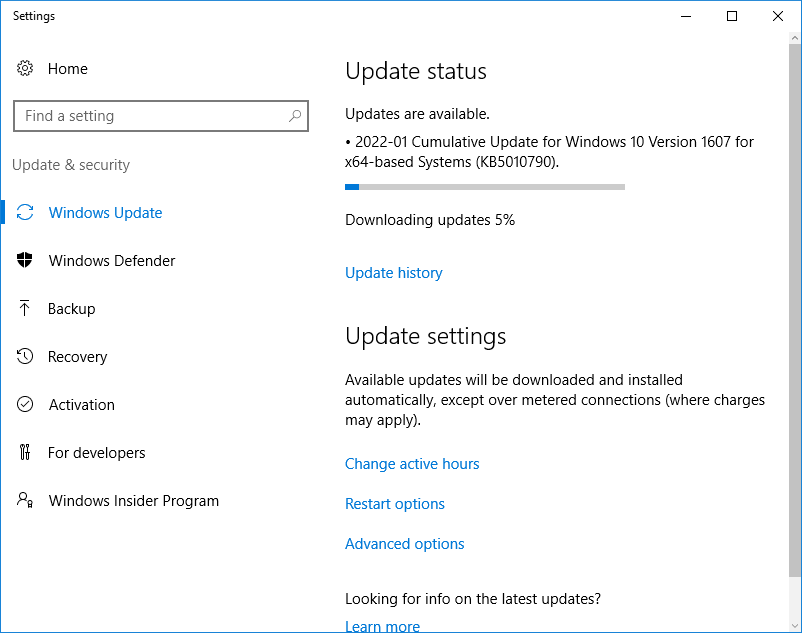 Settings
Home
Find a setting
Update & security
Windows Update
Windows Defender
Backup
Recovery
Activation
For developers
Windows Insider Program
Update status
Updates are available.
• 2022-01 Cumulative Update for Windows 10 Version 1607 for
x64-based Systems (KB5010790).
Downloading updates 5%
Update history
Update settings
Available updates will be downloaded and installed
automatically, except over metered connections (where charges
may apply).
Change active hours
Restart options
Advanced options
Looking for info on the latest updates?
Learn more